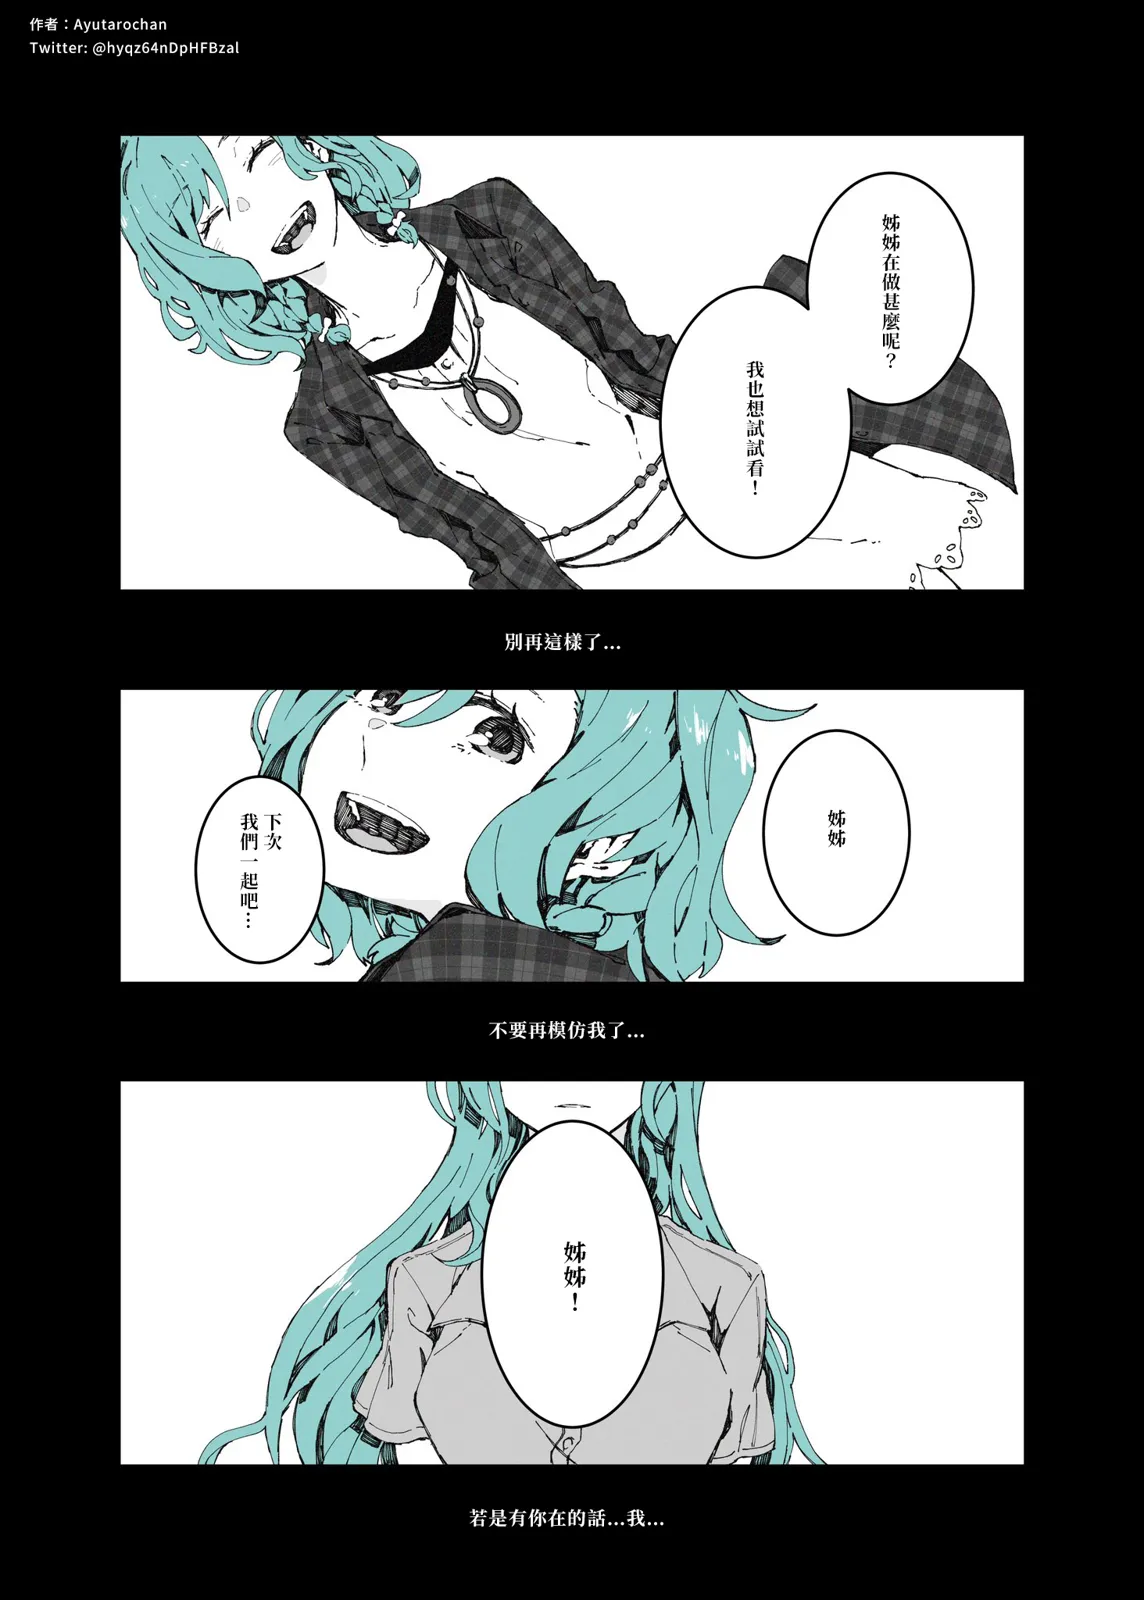 作者：Ayutarochan
Twitter: @hyqz64nDpHFBzal
姊姊在做甚麼呢？
我也想試試看！
別再這樣了…
姊姊
下次
我們一起吧…
不要再模仿我了…
姊姊！
若是有你在的話…我…